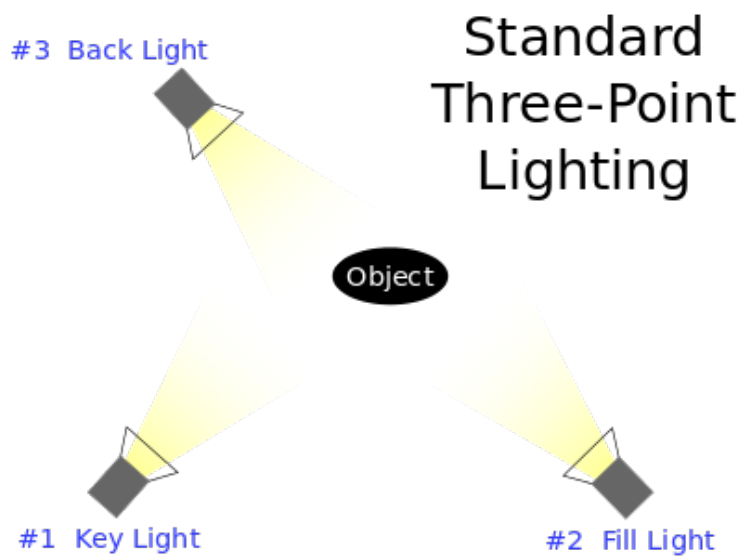 Standard
Three-Point
Lighting
#3 Back Light
Object
#1 Key Light
#2 Fill Light